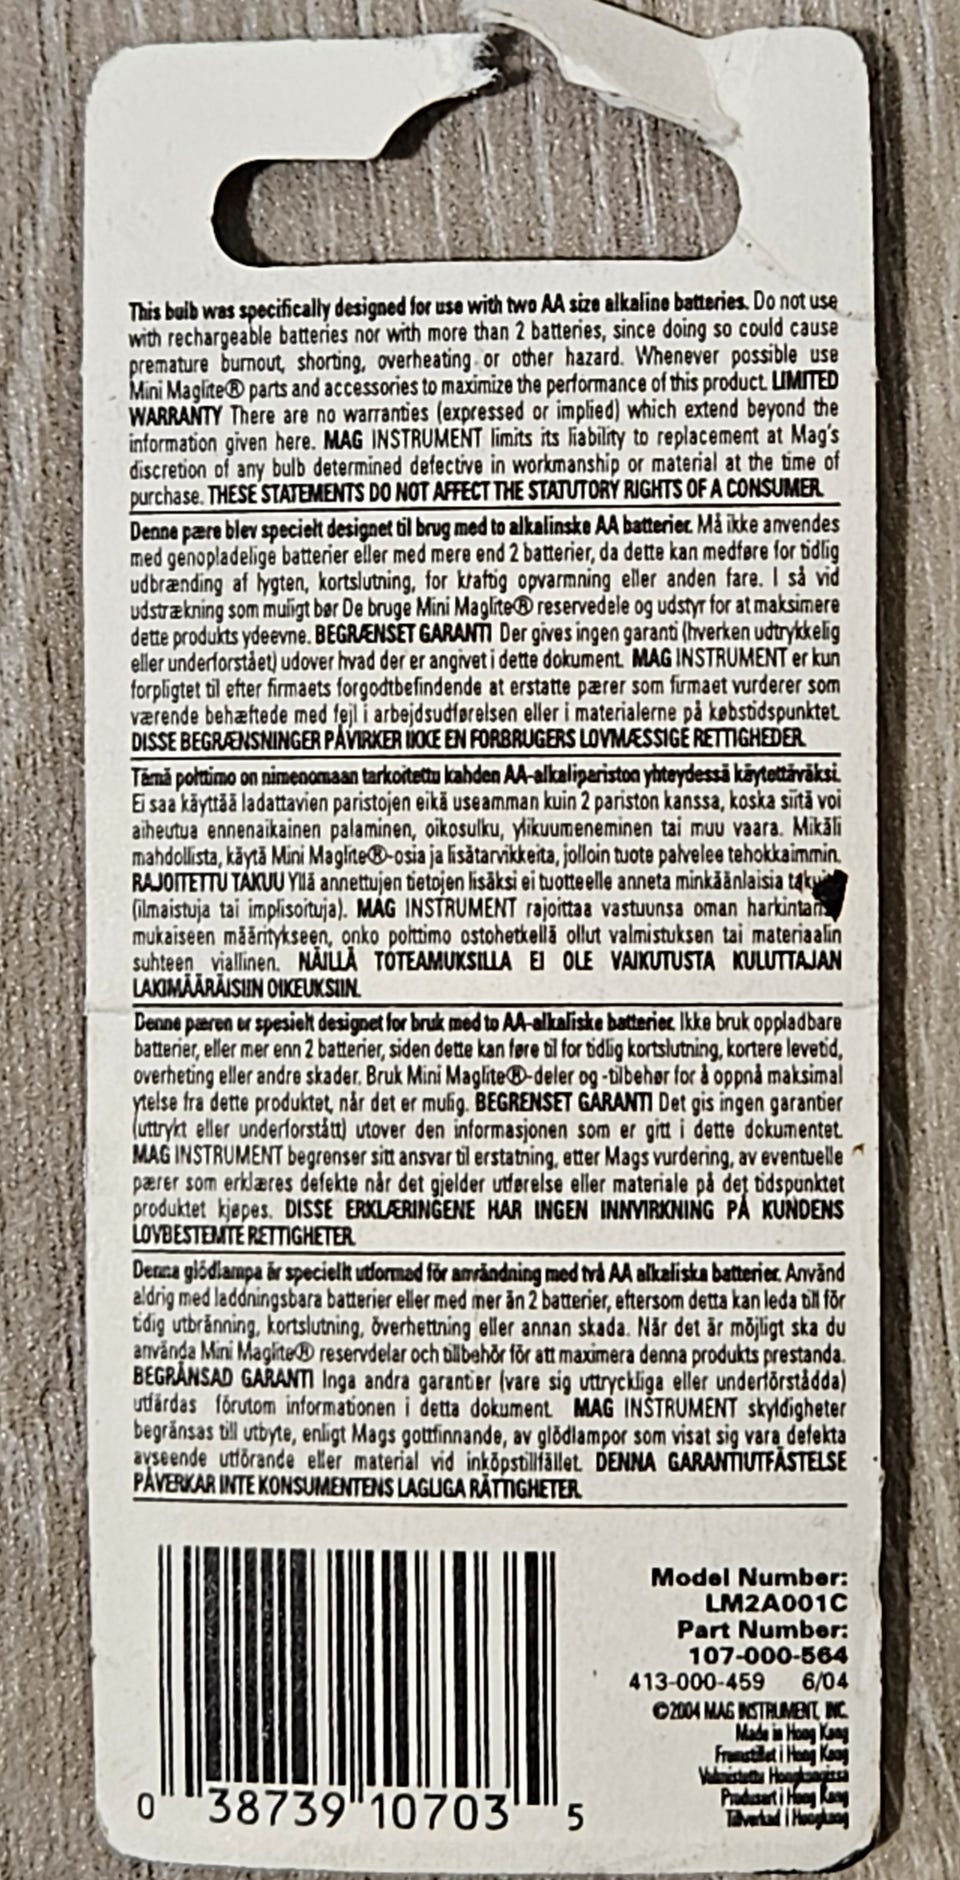 This bulb was specifically designed for use with two AA size alkaline batteries. Do not use
with rechargeable batteries nor with more than 2 batteries, since doing so could cause
premature burnout, shorting, overheating or other hazard. Whenever possible use
Mini Maglite® parts and accessories to maximize the performance of this product. LIMITED
WARRANTY There are no warranties (expressed or implied) which extend beyond the
information given here. MAG INSTRUMENT limits its liability to replacement at Mag's
discretion of any bulb determined defective in workmanship or material at the time of
purchase. THESE STATEMENTS DO NOT AFFECT THE STATUTORY RIGHTS OF A CONSUMER.
Denne pære blev specielt designet til brug med to alkalinske AA batterier. Må ikke anvendes
med genopladelige batterier eller med mere end 2 batterier, da dette kan medføre for tidlig
udbrænding af lygten, kortslutning, for kraftig opvarmning eller anden fare. I så vid
udstrækning som muligt bør De bruge Mini Maglite® reservedele og udstyr for at maksimere
dette produkts ydeevne. BEGRÆNSET GARANTI Der gives ingen garanti (hverken udtrykkelig
eller underforstået) udover hvad der er angivet i dette dokument. MAG INSTRUMENT er kun
forpligtet til efter firmaets forgodtbefindende at erstatte pærer som firmaet vurderer som
værende behæftede med fejl i arbejdsudførelsen eller i materialerne på købstidspunktet.
DISSE BEGRÆNSNINGER PÅVIRKER IKKE EN FORBRUGERS LOVMÆSSIGE RETTIGHEDER.
Tämä polttimo on nimenomaan tarkoitettu kahden AA-alkalipariston yhteydessä käytettäväksi.
Ei saa käyttää ladattavien paristojen eikä useamman kuin 2 pariston kanssa, koska siitä voi
aiheutua ennenaikainen palaminen, oikosulku, ylikuumeneminen tai muu vaara. Mikäli
mahdollista, käytä Mini Maglite®-osia ja lisätarvikkeita, jolloin tuote palvelee tehokkaimmin.
RAJOITETTU TAKUU Yllä annettujen tietojen lisäksi ei tuotteelle anneta minkäänlaisia
(ilmaistuja tai implisoituja). MAG INSTRUMENT rajoittaa vastuunsa oman
mukaiseen määritykseen, onko polttimo ostohetkellä ollut valmistuksen tai materiaalin
suhteen viallinen. NÄILLÄ TOTEAMUKSILLA EI OLE VAIKUTUSTA KULUTTAJAN
LAKIMÄÄRÄISIIN OIKEUKSIIN.
Denne pæren er spesielt designet for bruk med to AA-alkaliske batterier. Ikke bruk oppladbare
batterier, eller mer enn 2 batterier, siden dette kan føre til for tidlig kortslutning, kortere levetid,
overheting eller andre skader. Bruk Mini Maglite®-deler og -tilbehør for å oppnå maksimal
ytelse fra dette produktet, når det er mulig. BEGRENSET GARANTI Det gis ingen garantier
(uttrykt eller underforstått) utover den informasjonen som er gitt i dette dokumentet.
MAG INSTRUMENT begrenser sitt ansvar til erstatning, etter Mags vurdering, av eventuelle
pærer som erklæres defekte når det gjelder utførelse eller materiale på det tidspunktet
produktet kjøpes. DISSE ERKLÆRINGENE HAR INGEN INNVIRKNING PÅ KUNDENS
LOVBESTEMTE RETTIGHETER.
Denna glödlampa är speciellt utformad för användning med två AA alkaliska batterier. Använd
aldrig med laddningsbara batterier eller med mer än 2 batterier, eftersom detta kan leda till för
tidig utbränning, kortslutning, överhettning eller annan skada. När det är möjligt ska du
använda Mini Maglite® reservdelar och tillbehör för att maximera denna produkts prestanda.
BEGRÄNSAD GARANTI Inga andra garantier (vare sig uttryckliga eller underförstådda)
utfärdas förutom informationen i detta dokument. MAG INSTRUMENT skyldigheter
begränsas till utbyte, enligt Mags gottfinnande, av glödlampor som visat sig vara defekta
avseende utförande eller material vid inköpstillfället. DENNA GARANTIUTFÄSTELSE
PÅVERKAR INTE KONSUMENTENS LAGLIGA RÄTTIGHETER.
Model Number:
LM2A001C
Part Number:
107-000-564
413-000-459 6/04
©2004 MAG INSTRUMENT, INC.
Made in Hong Kong
Fremstillet i Hong Kong
Valmistettu Hongkongissa
Produsert i Hong Kong
Tillverkad i Hongkong
0 38739 10703 5